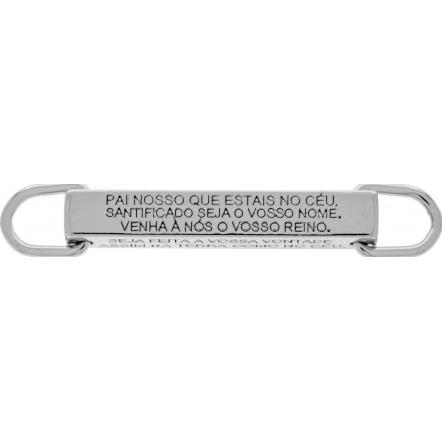 PAI NOSSO QUE ESTAIS NO CÉU,
SANTIFICADO SEJA O VOSSO NOME,
VENHA À NÓS O VOSSO REINO.
SEJA FEITA A VOSSA VONTADE
ASSIM NA TERRA COMO NO CÉU.